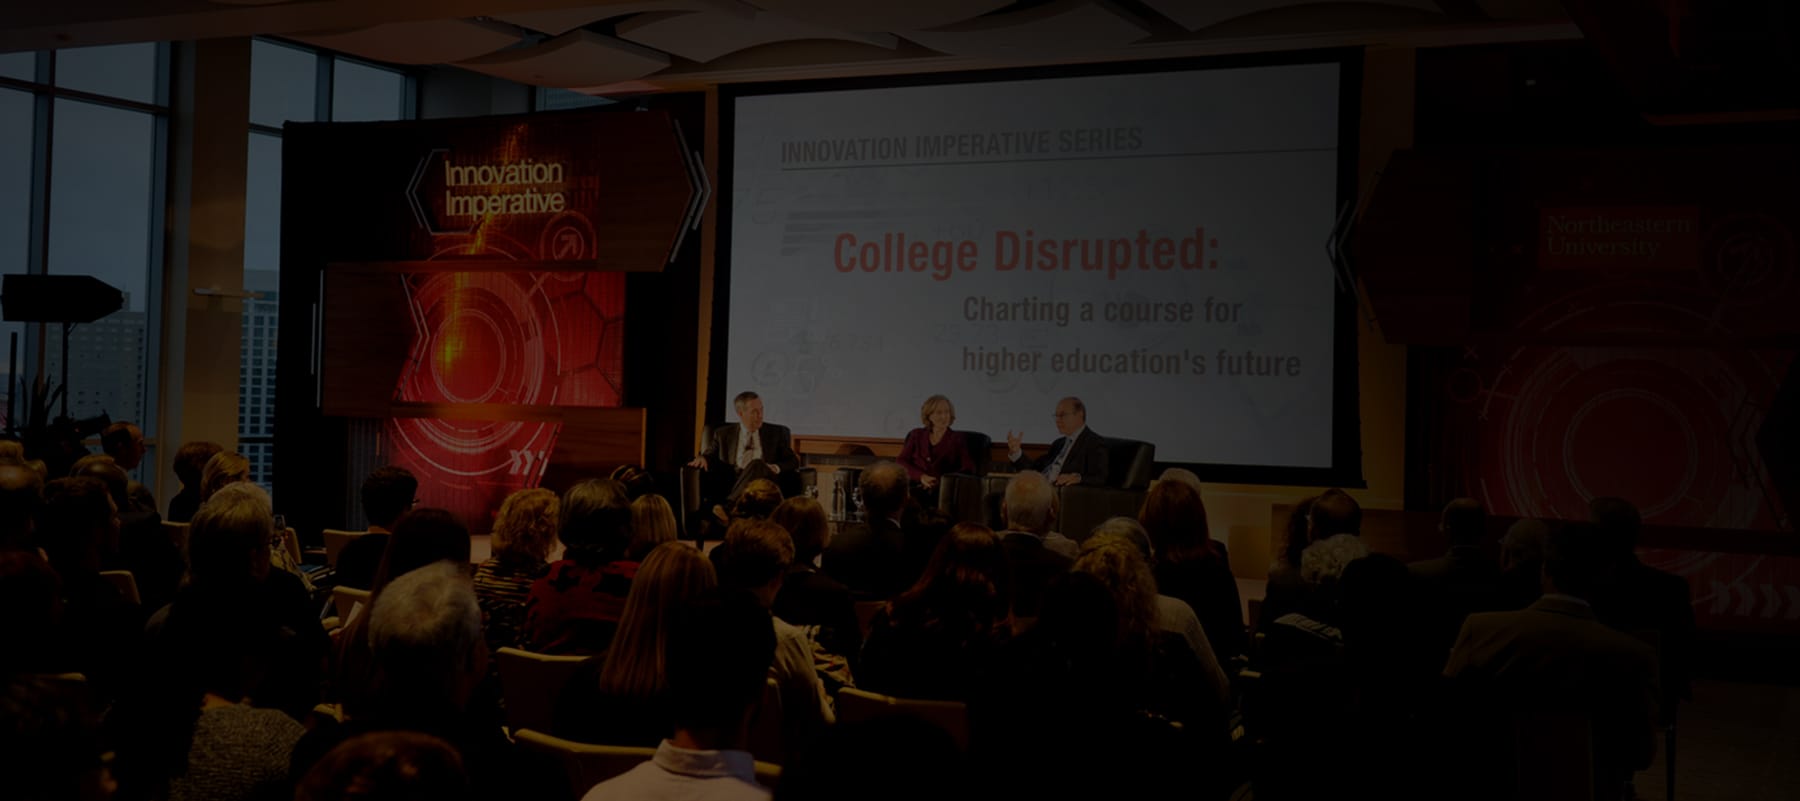 Innovation
Imperative
INNOVATION IMPERATIVE SERIES
College Disrupted:
Charting a course for
higher education's future
Northeastern
University